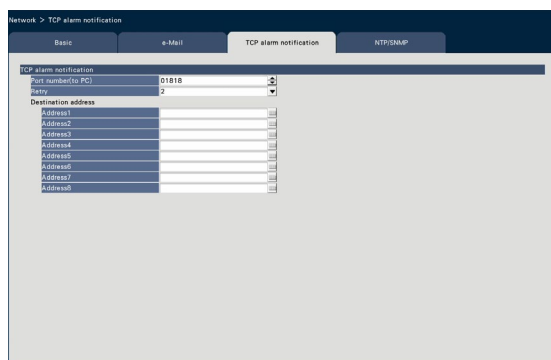 Network > TCP alarm notification
Basic e-Mail TCP alarm notification NTP/SNMP
TCP alarm notification
Port number(to PC) 01818
Retry 2
Destination address
Address1
Address2
Address3
Address4
Address5
Address6
Address7
Address8